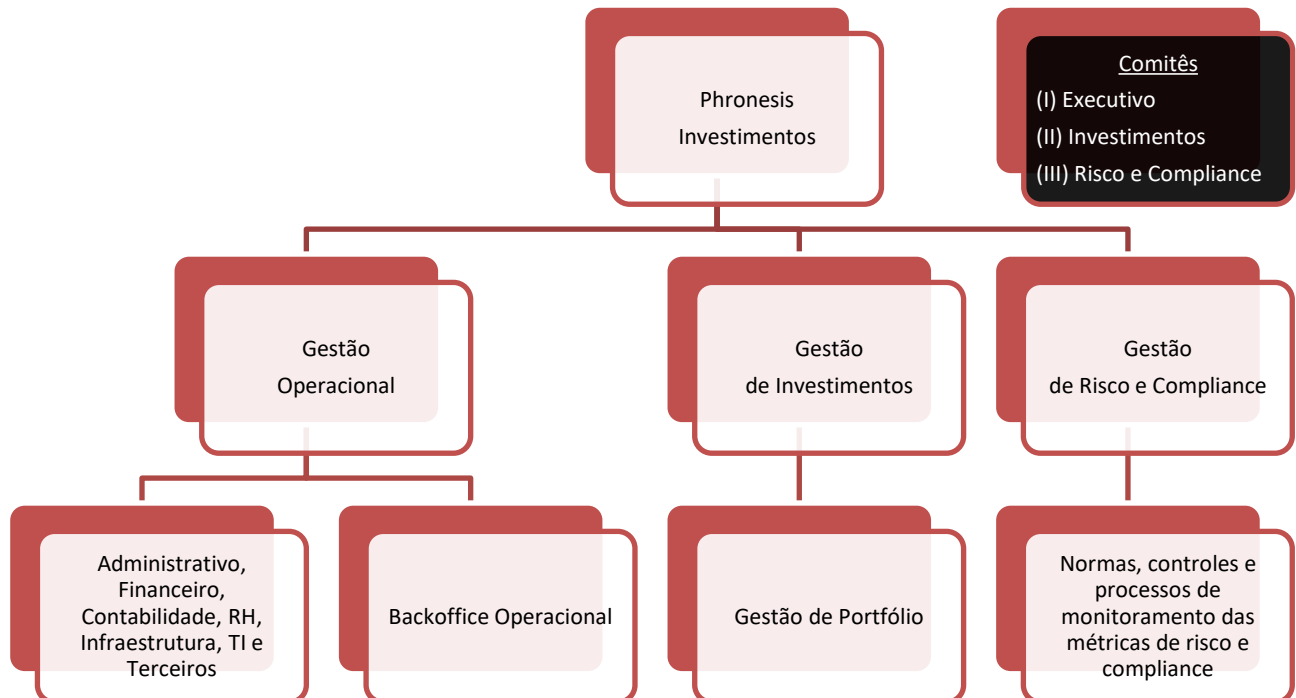 Phronesis
Investimentos
Comitês
(I) Executivo
(II) Investimentos
(III) Risco e Compliance
Gestão
Operacional
Gestão
de Investimentos
Gestão
de Risco e Compliance
Administrativo,
Financeiro,
Contabilidade, RH,
Infraestrutura, TI e
Terceiros
Backoffice Operacional
Gestão de Portfólio
Normas, controles e
processos de
monitoramento das
métricas de risco e
compliance